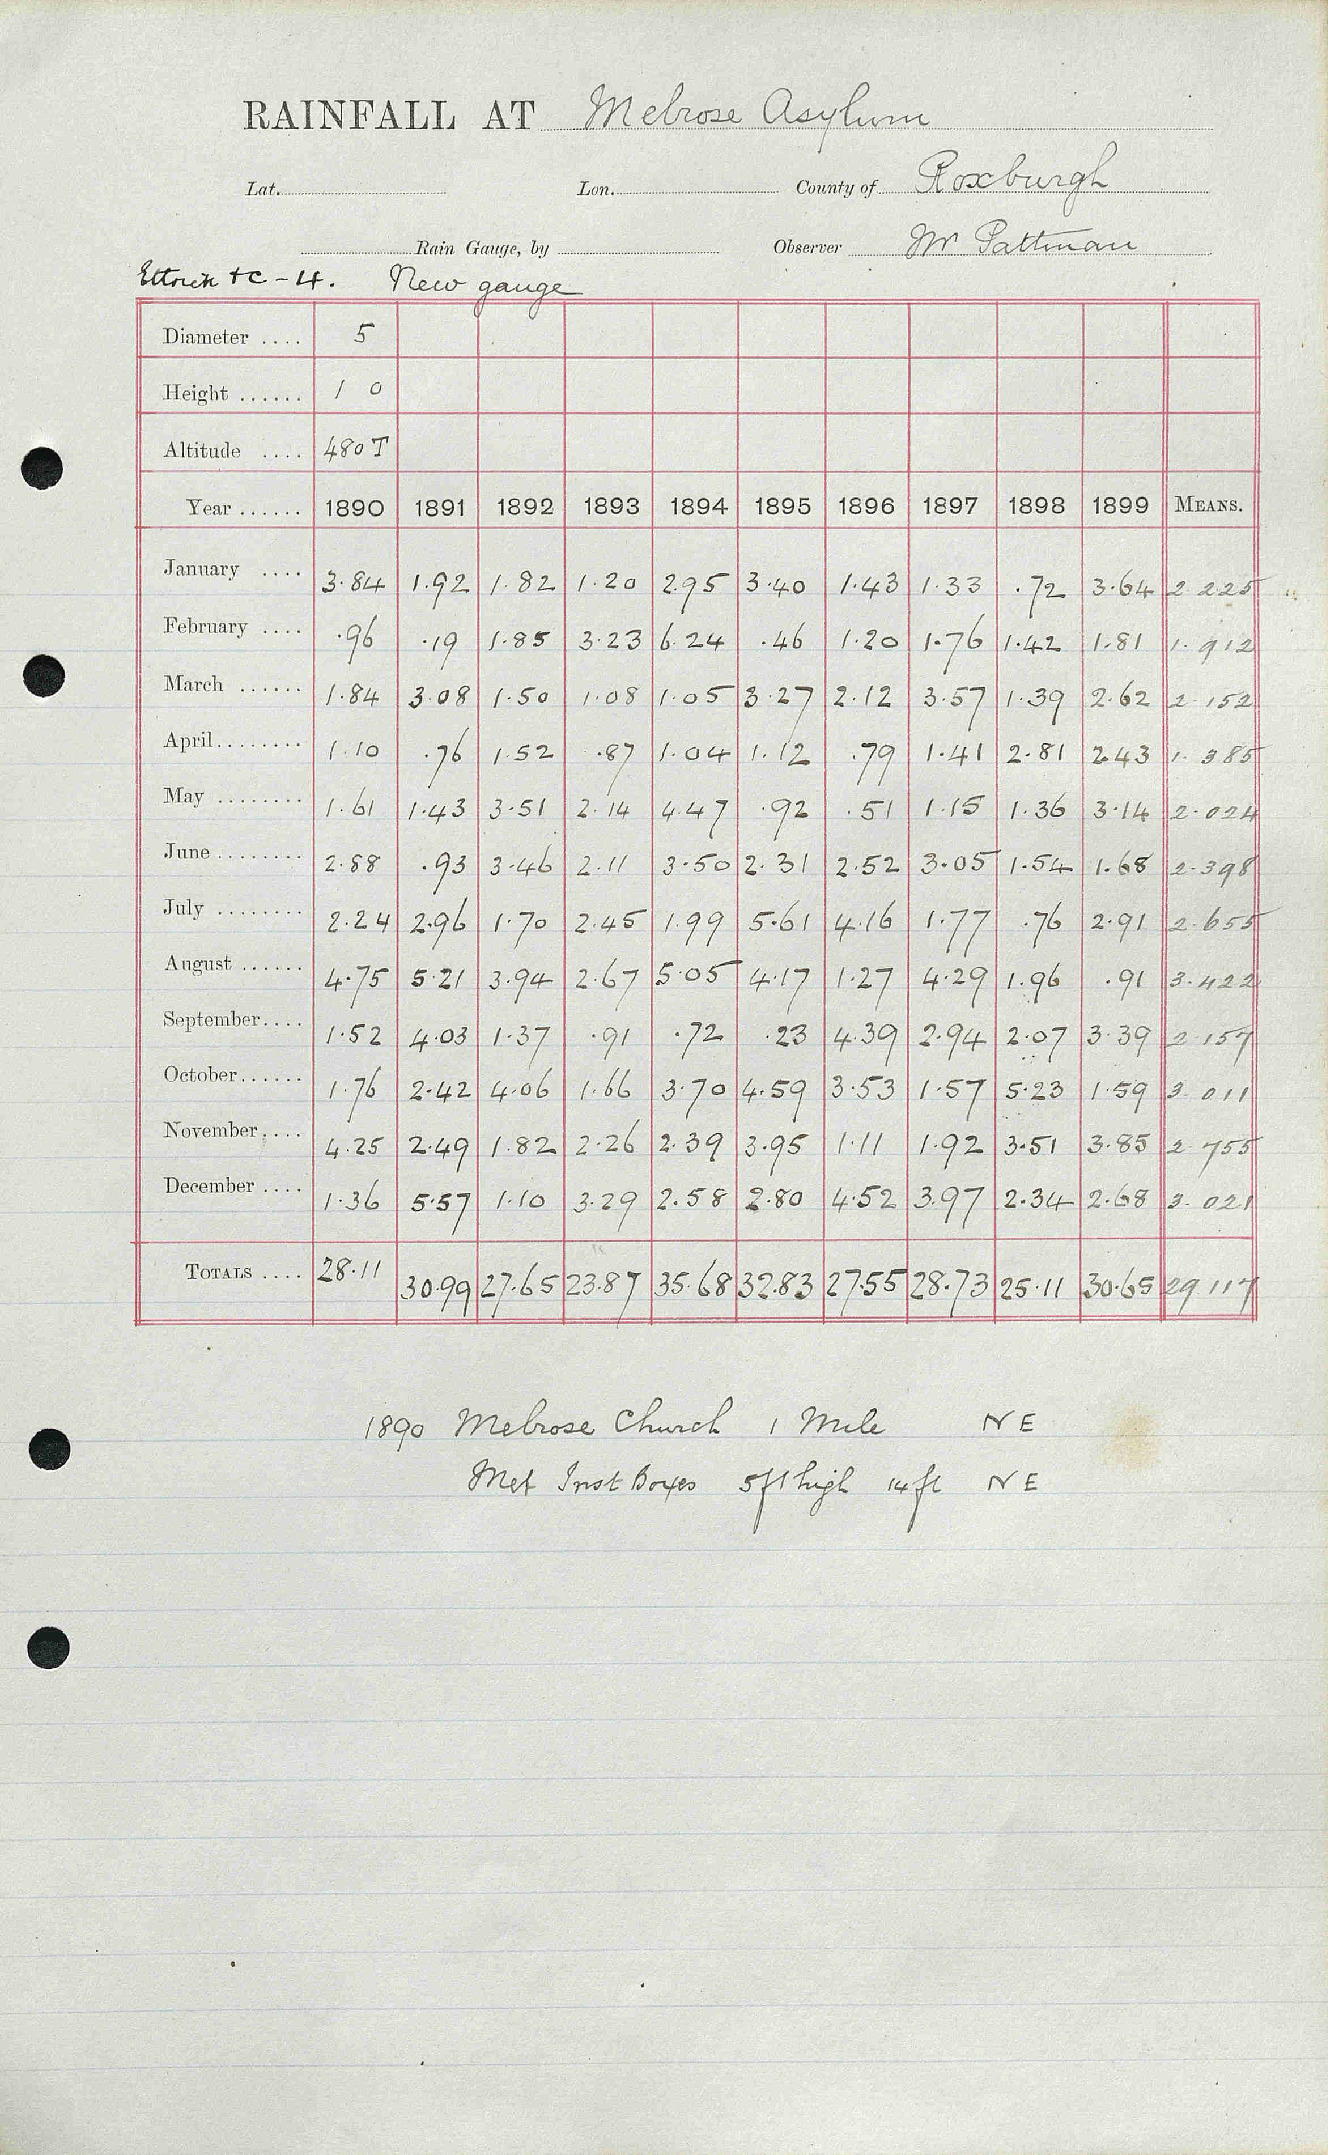 RAINFALL AT Melrose Asylum
Lat. Lon. County of Roxburgh
Rain Gauge, by Observer Mr Pattman
Ettrick + C - 4. New gauge
Diameter .... 5
Height ...... 1 0
Altitude .... 480 T
Year ...... 1890 1891 1892 1893 1894 1895 1896 1897 1898 1899 MEANS.
January .... 3.84 1.92 1.82 1.20 2.95 3.40 1.43 1.33 .72 3.64 2.225
February .... .96 .19 1.85 3.23 6.24 .46 1.20 1.76 1.42 1.81 1.912
March ...... 1.84 3.08 1.50 1.08 1.05 3.27 2.12 3.57 1.39 2.62 2.152
April........ 1.10 .76 1.52 .87 1.04 1.12 .79 1.41 2.81 2.43 1.385
May ........ 1.61 1.43 3.51 2.14 4.47 .92 .51 1.15 1.36 3.14 2.024
June ........ 2.88 .93 3.46 2.11 3.50 2.31 2.52 3.05 1.54 1.68 2.398
July ........ 2.24 2.96 1.70 2.45 1.99 5.61 4.16 1.77 .76 2.91 2.655
August ...... 4.75 5.21 3.94 2.67 5.05 4.17 1.27 4.29 1.96 .91 3.422
September.... 1.52 4.03 1.37 .91 .72 .23 4.39 2.94 2.07 3.39 2.157
October...... 1.76 2.42 4.06 1.66 3.70 4.59 3.53 1.57 5.23 1.59 3.011
November.... 4.25 2.49 1.82 2.26 2.39 3.95 1.11 1.92 3.51 3.85 2.755
December .... 1.36 5.57 1.10 3.29 2.58 2.80 4.52 3.97 2.34 2.68 3.021
TOTALS .... 28.11 30.99 27.65 23.87 35.68 32.83 27.55 28.73 25.11 30.65 29.117
1890 Melrose Church 1 Mile NE
Met Inst Boxes 5ft high 14 ft NE